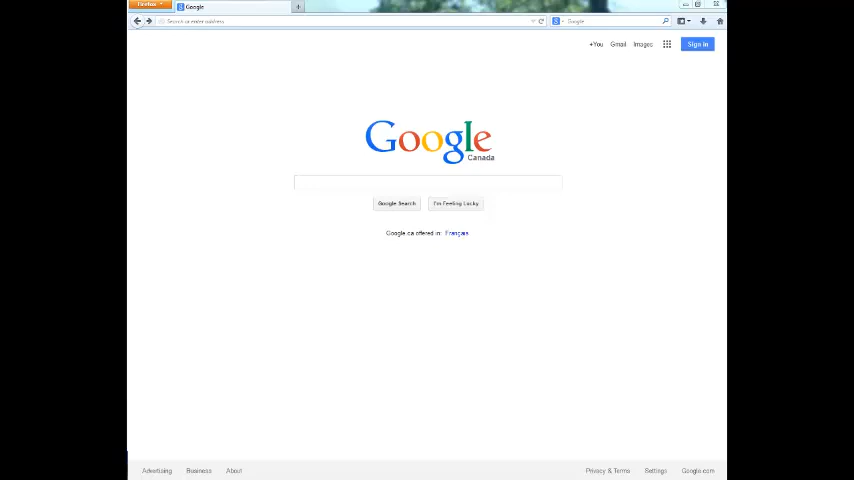 Firefox
Google
Search or enter address
Google
+You Gmail Images Sign in
Google
Canada
Google Search I'm Feeling Lucky
Google.ca offered in: Français
Advertising Business About Privacy & Terms Settings Google.com